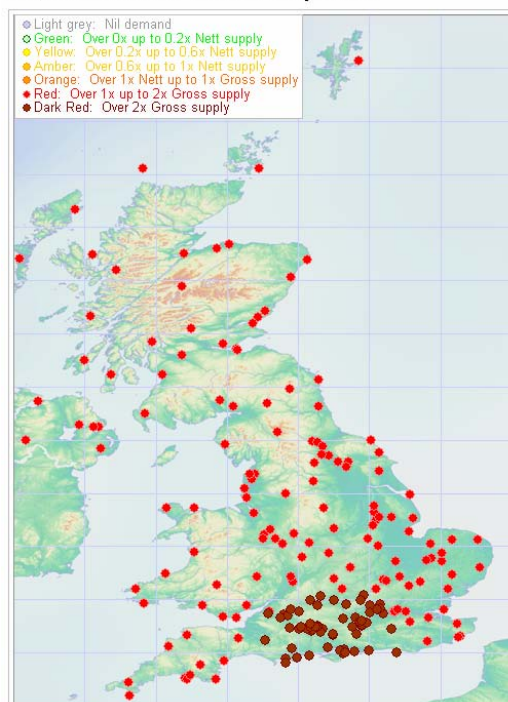 Light grey: Nil demand
Green: Over 0x up to 0.2x Nett supply
Yellow: Over 0.2x up to 0.6x Nett supply
Amber: Over 0.6x up to 1x Nett supply
Orange: Over 1x Nett up to 1x Gross supply
Red: Over 1x up to 2x Gross supply
Dark Red: Over 2x Gross supply